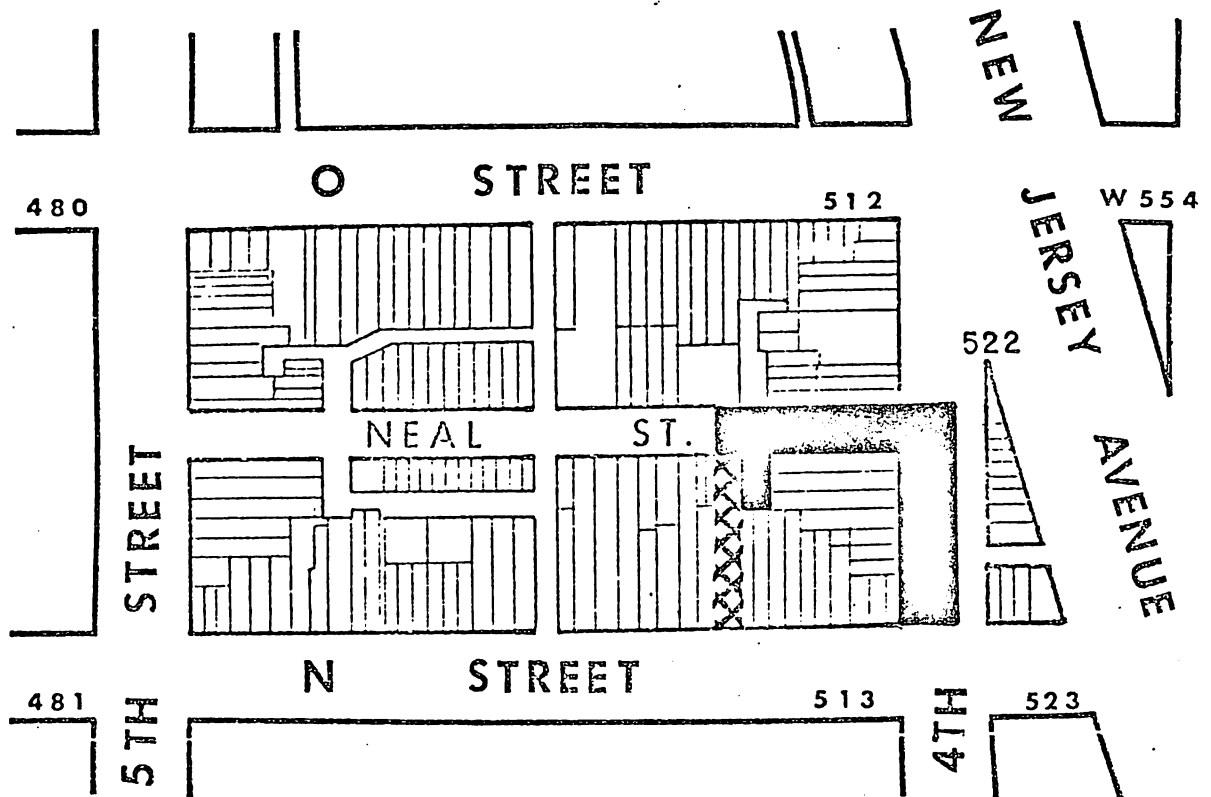 NEW
O STREET
480
512
W 554
JERSEY
522
NEAL ST.
AVENUE
5TH STREET
N STREET
481
513
4TH
523